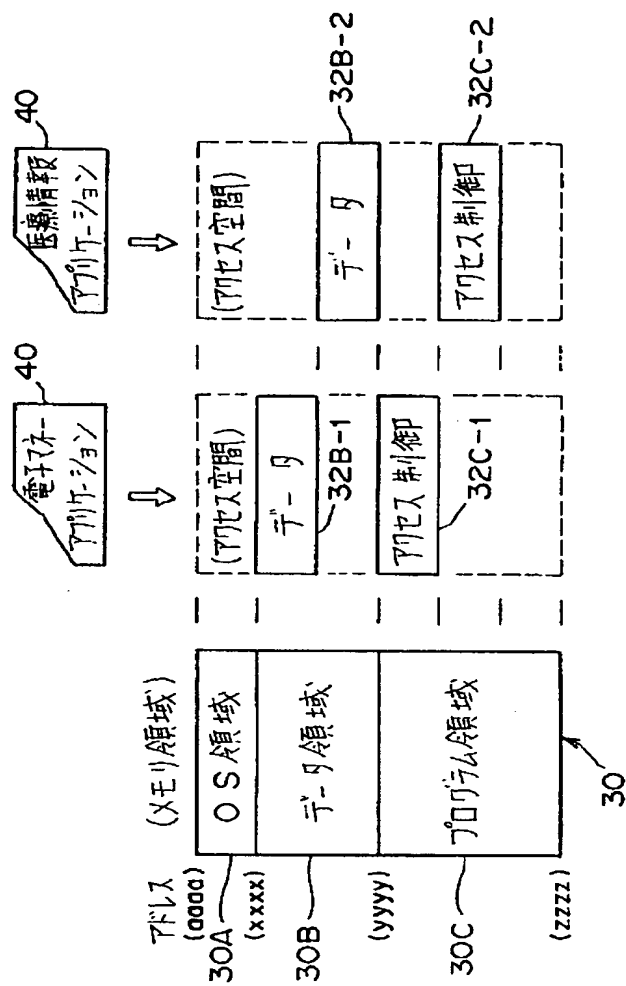 40
電子マネー
アプリケーション
40
医療情報
アプリケーション
アドレス
(メモリ領域)
(アクセス空間)
(アクセス空間)
(aaaa)
30A
OS領域
(xxxx)
30B
データ領域
データ
32B-1
データ
32B-2
(yyyy)
30C
プログラム領域
アクセス制御
32C-1
アクセス制御
32C-2
(zzzz)
30